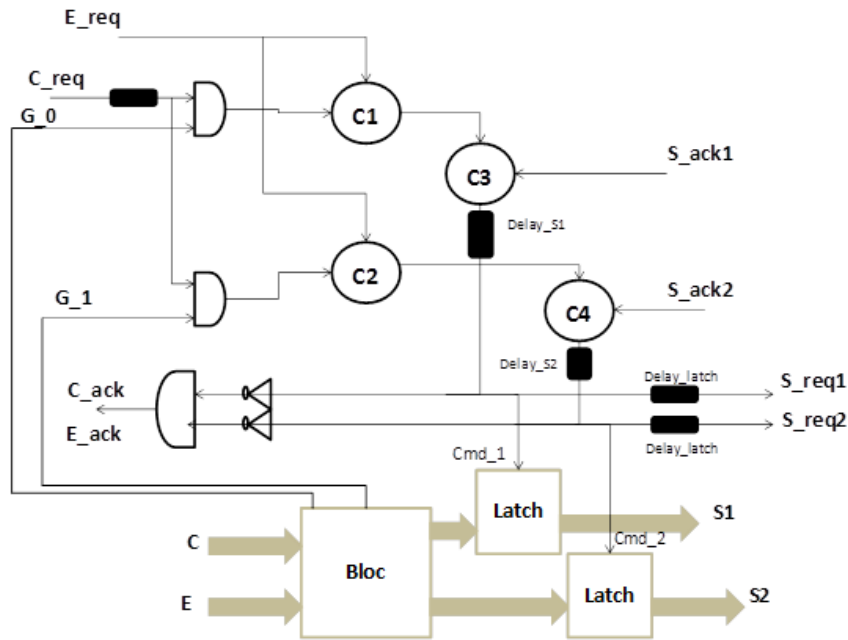 E_req
C_req
G_0
C1
S_ack1
C3
Delay_S1
C2
G_1
S_ack2
C4
Delay_S2
Delay_latch
S_req1
C_ack
E_ack
S_req2
Delay_latch
Cmd_1
Latch
S1
Cmd_2
C
Bloc
E
Latch
S2